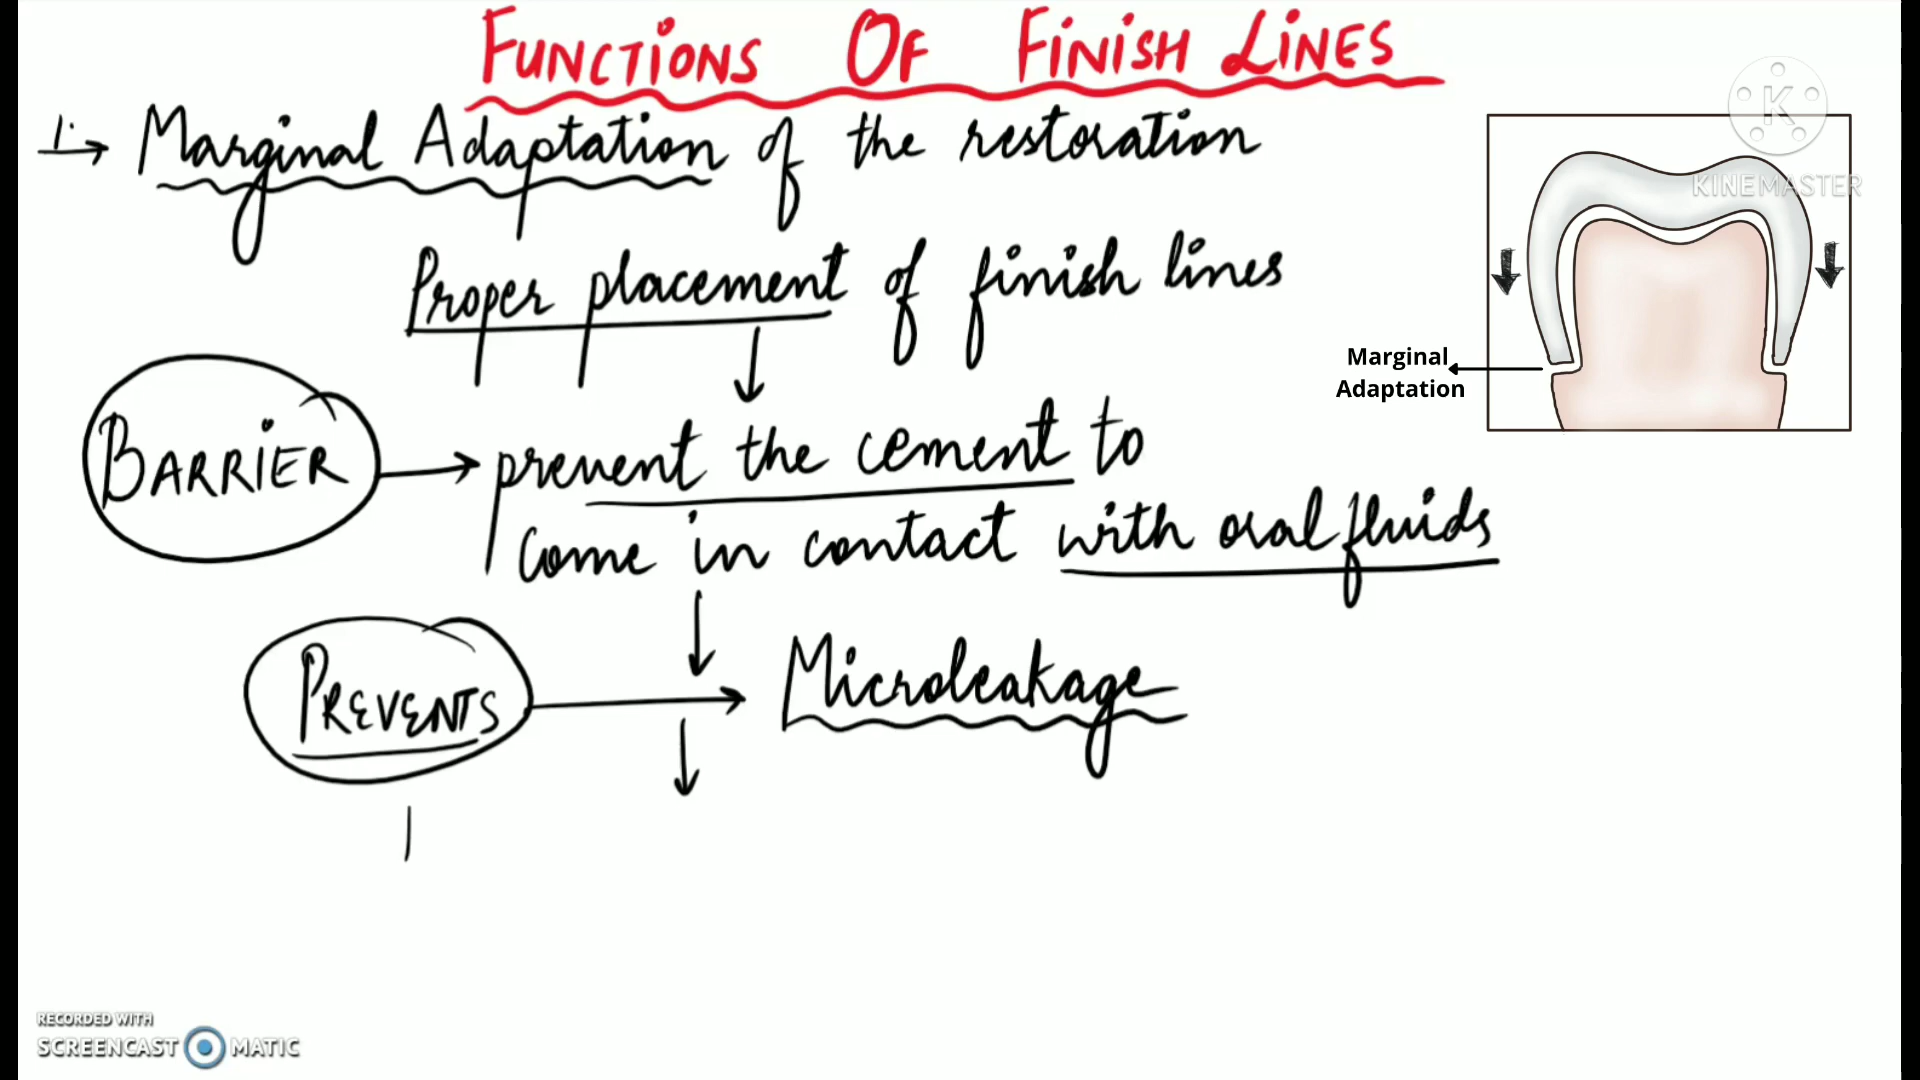 FUNCTIONS OF FINISH LINES
1. → Marginal Adaptation of the restoration
Proper placement of finish lines
BARRIER → prevent the cement to
come in contact with oral fluids
PREVENTS → Microleakage
Marginal
Adaptation
KINEMASTER
RECORDED WITH
SCREENCAST MATIC